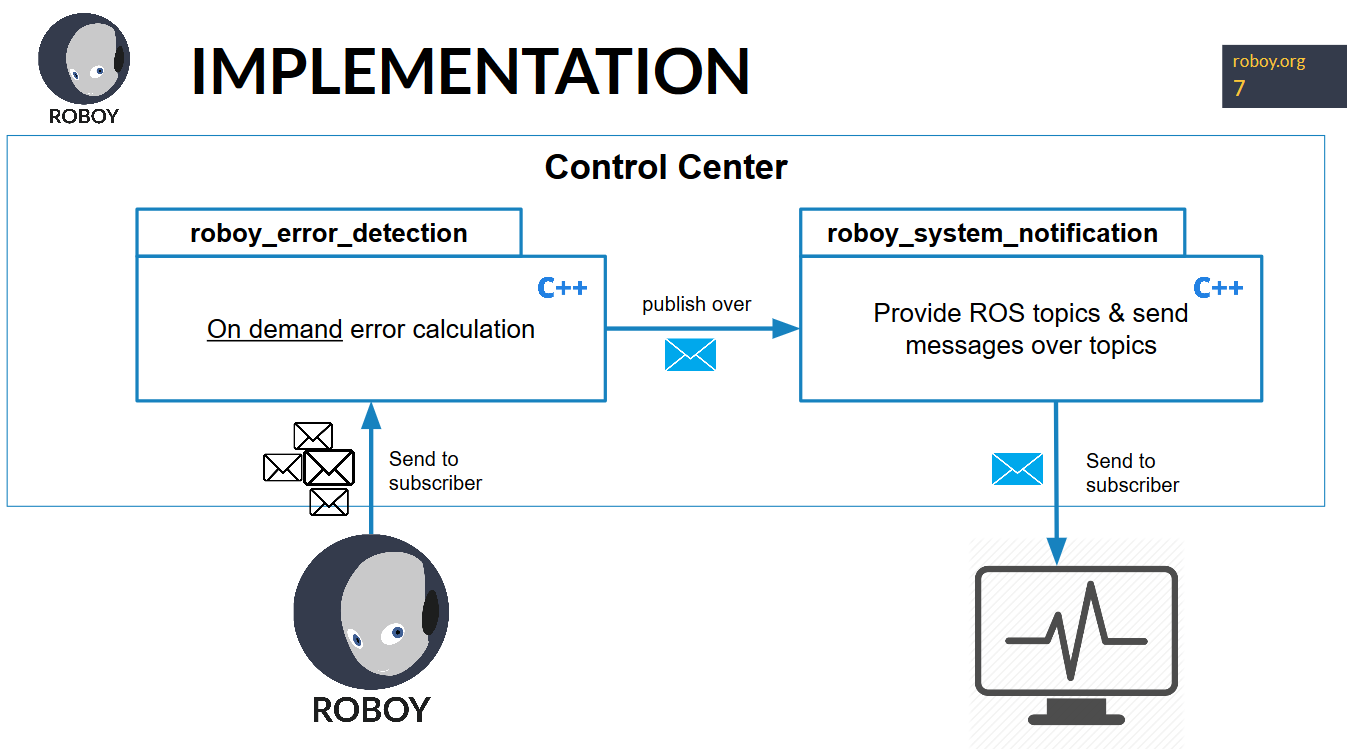 ROBOY
IMPLEMENTATION
roboy.org
7
Control Center
roboy_error_detection
C++
On demand error calculation
publish over
roboy_system_notification
C++
Provide ROS topics & send
messages over topics
Send to
subscriber
Send to
subscriber
ROBOY